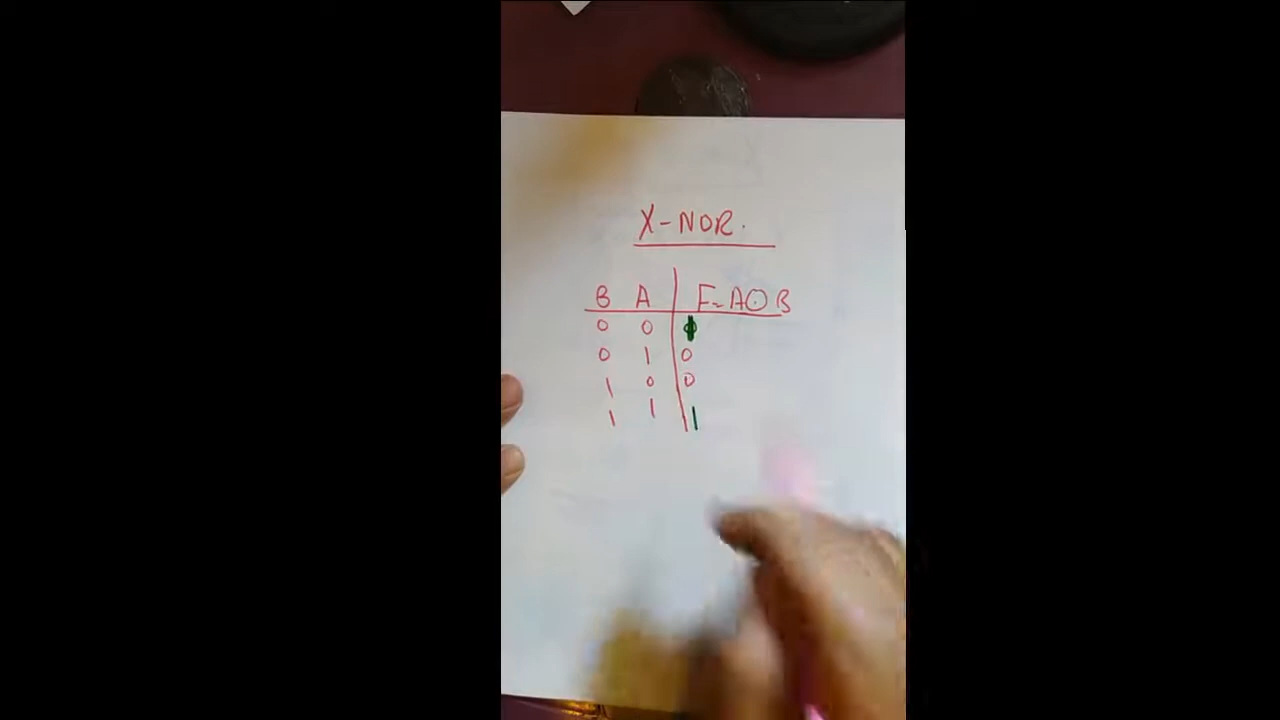 X-NOR.
B A F=A⊙B
0 0 1
0 1 0
1 0 0
1 1 1